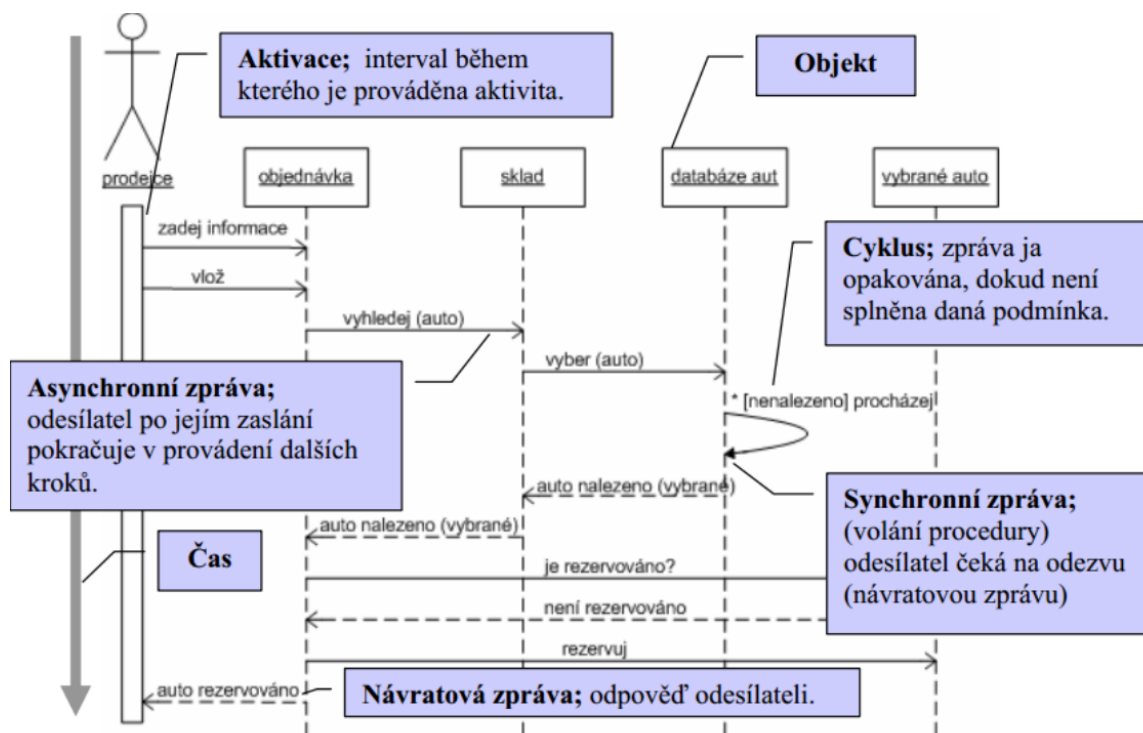 Aktivace; interval během
kterého je prováděna aktivita.
Objekt
prodejce
objednávka
sklad
databáze aut
vybrané auto
zadej informace
vlož
Cyklus; zpráva ja
opakována, dokud není
splněna daná podmínka.
vyhledej (auto)
vyber (auto)
Asynchronní zpráva;
odesílatel po jejím zaslání
pokračuje v provádení dalších
kroků.
* [nenalezeno] procházej
auto nalezeno (vybrané)
Synchronní zpráva;
(volání procedury)
odesílatel čeká na odezvu
(návratovou zprávu)
auto nalezeno (vybrané)
Čas
je rezervováno?
není rezervováno
rezervuj
auto rezervováno
Návratová zpráva; odpověď odesílateli.